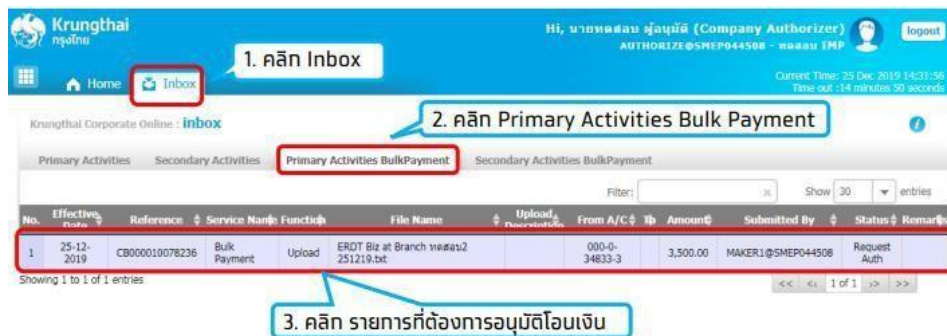 Krungthai
กรุงไทย
Hi, นายทดสอบ ผู้อนุมัติ (Company Authorizer)
AUTHORIZE@SMEP044508 - ทดสอบ IMP
logout
1. คลิก Inbox
Home
Inbox
Current Time: 25 Dec 2019 14:31:56
Time out :14 minutes 50 seconds
Krungthai Corporate Online : inbox
2. คลิก Primary Activities Bulk Payment
Primary Activities Secondary Activities Primary Activities BulkPayment Secondary Activities BulkPayment
Filter: Show 30 entries
No. Effective Date Reference Service Name Function File Name Upload Description From A/C To Amount Submitted By Status Remarks
1 25-12-2019 CB000010078236 Bulk Payment Upload ERDT Biz at Branch ทดสอบ2 251219.txt 000-0-34833-3 3,500.00 MAKER1@SMEP044508 Request Auth
Showing 1 to 1 of 1 entries
<< <1 1 of 1 >> >>
3. คลิก รายการที่ต้องการอนุมัติโอนเงิน